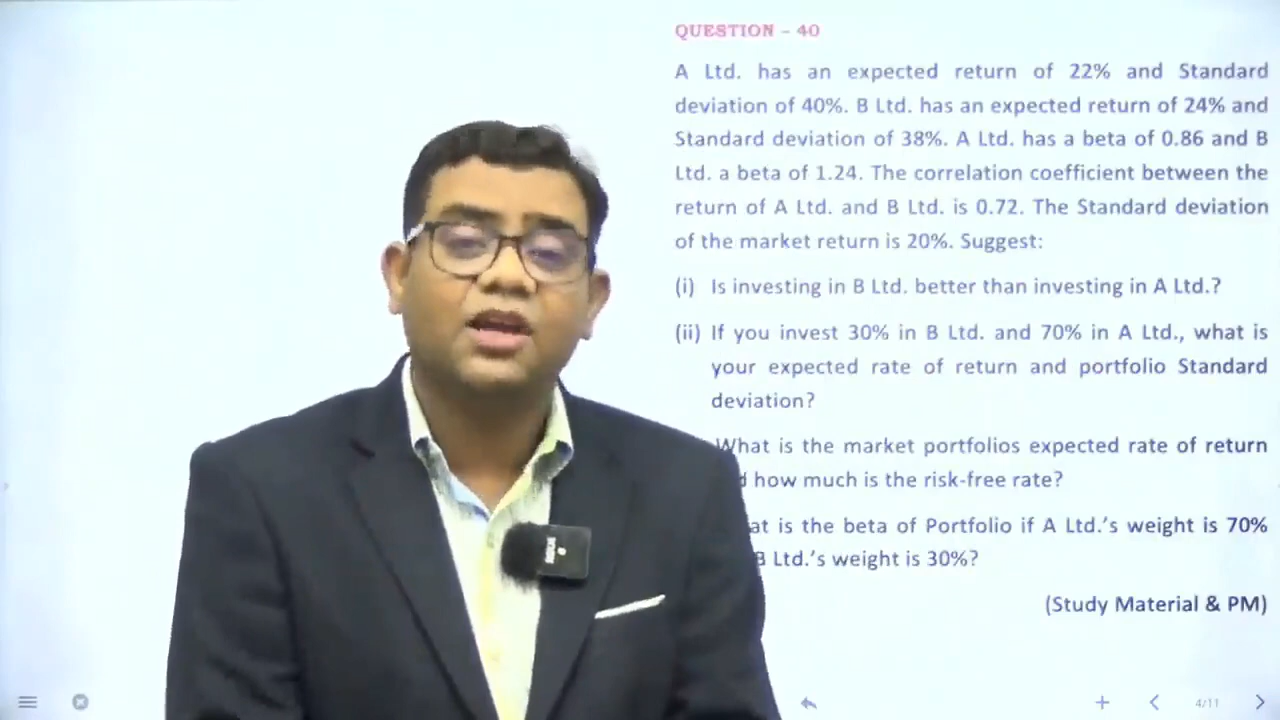 QUESTION – 40
A Ltd. has an expected return of 22% and Standard
deviation of 40%. B Ltd. has an expected return of 24% and
Standard deviation of 38%. A Ltd. has a beta of 0.86 and B
Ltd. a beta of 1.24. The correlation coefficient between the
return of A Ltd. and B Ltd. is 0.72. The Standard deviation
of the market return is 20%. Suggest:
(i) Is investing in B Ltd. better than investing in A Ltd.?
(ii) If you invest 30% in B Ltd. and 70% in A Ltd., what is
your expected rate of return and portfolio Standard
deviation?
What is the market portfolios expected rate of return
how much is the risk-free rate?
is the beta of Portfolio if A Ltd.'s weight is 70%
B Ltd.'s weight is 30%?
(Study Material & PM)
4/11